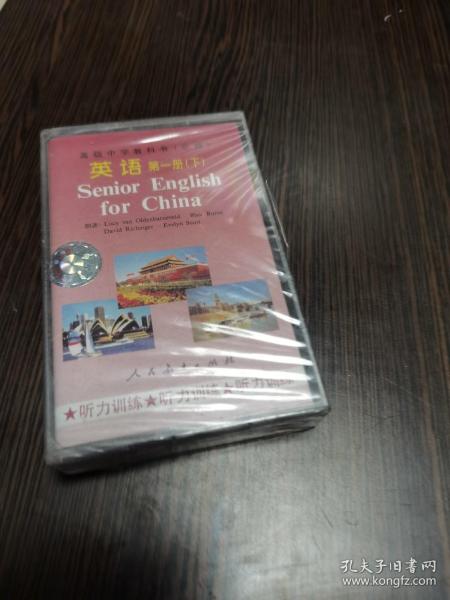 高级中学教科书
英语 第一册(下)
Senior English
for China
人民教育出版社
★听力训练★听力训练★听力训练
孔夫子旧书网
www.kongfz.com